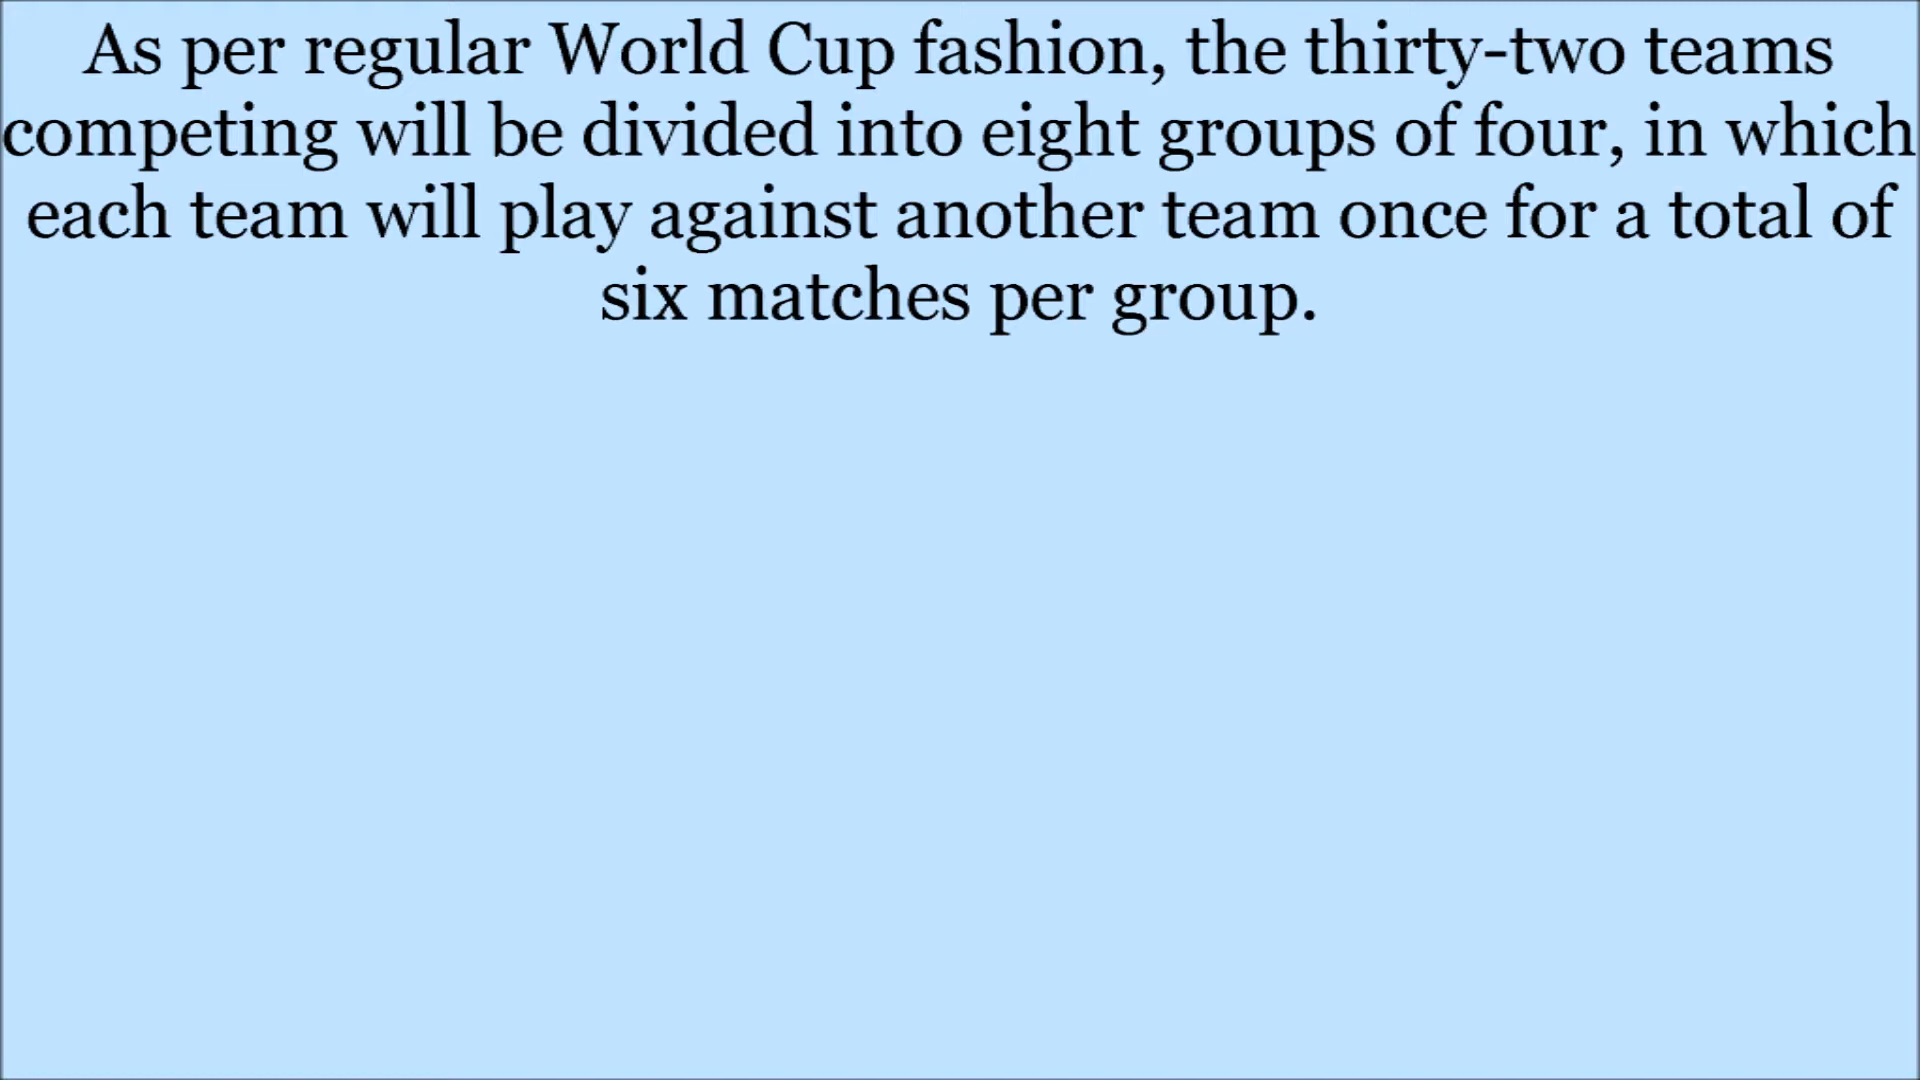 As per regular World Cup fashion, the thirty-two teams
competing will be divided into eight groups of four, in which
each team will play against another team once for a total of
six matches per group.